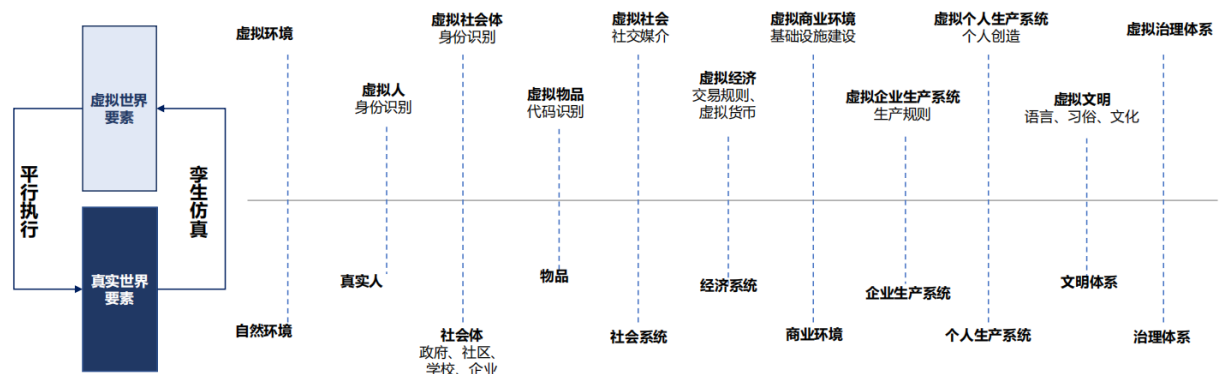 虚拟世界
要素
平行执行
孪生仿真
真实世界
要素
虚拟环境
虚拟人
身份识别
虚拟社会体
身份识别
虚拟物品
代码识别
虚拟社会
社交媒介
虚拟经济
交易规则、
虚拟货币
虚拟商业环境
基础设施建设
虚拟企业生产系统
生产规则
虚拟个人生产系统
个人创造
虚拟文明
语言、习俗、文化
虚拟治理体系
自然环境
真实人
社会体
政府、社区、
学校、企业
物品
社会系统
经济系统
商业环境
企业生产系统
个人生产系统
文明体系
治理体系